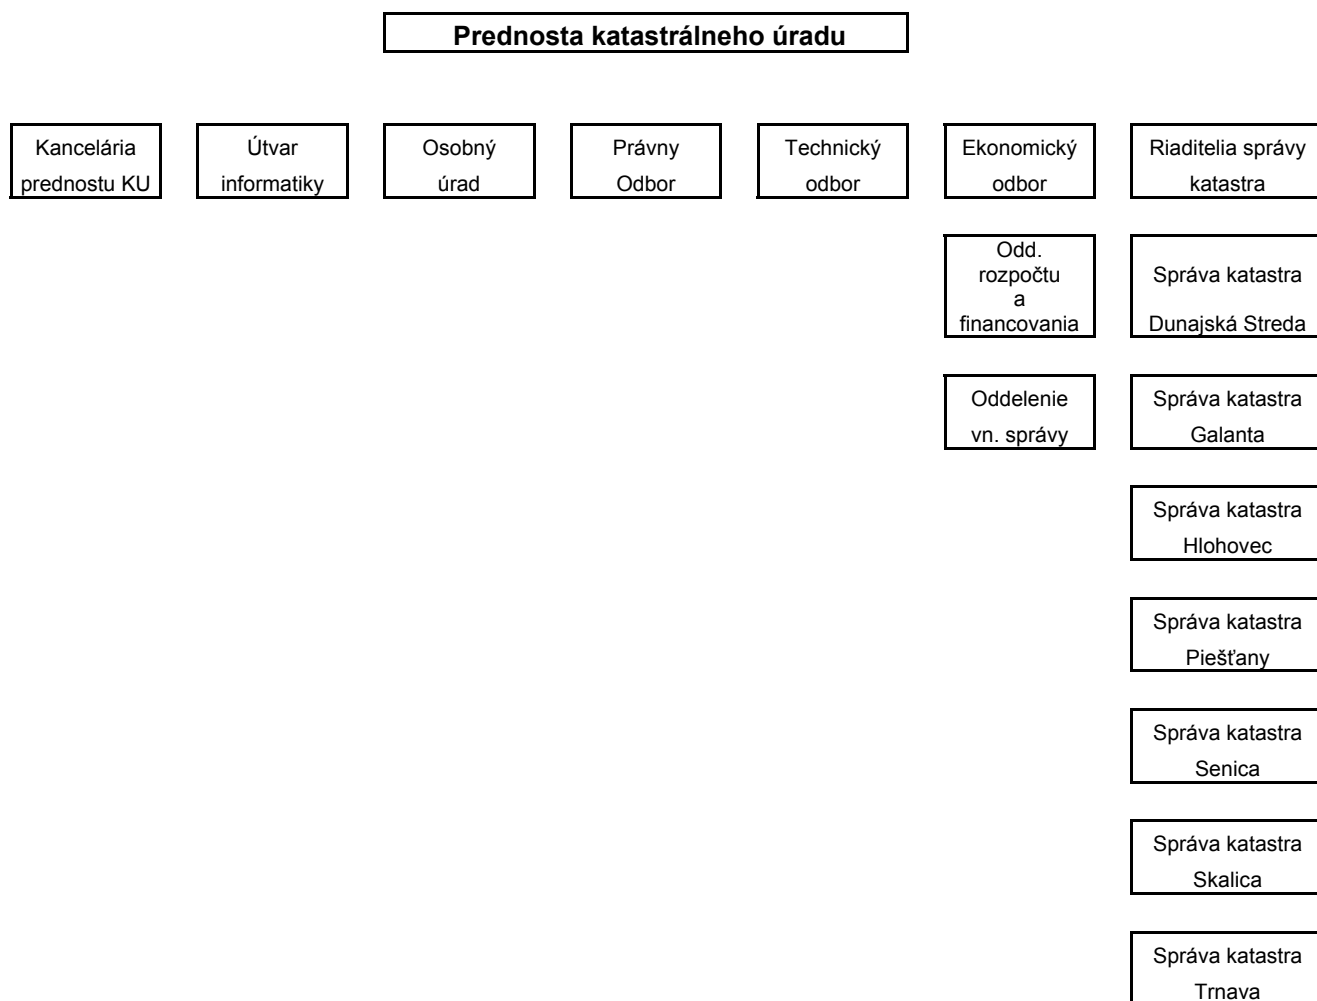 Prednosta katastrálneho úradu
Kancelária
prednostu KU
Útvar
informatiky
Osobný
úrad
Právny
Odbor
Technický
odbor
Ekonomický
odbor
Riaditelia správy
katastra
Odd.
rozpočtu
a
financovania
Správa katastra
Dunajská Streda
Oddelenie
vn. správy
Správa katastra
Galanta
Správa katastra
Hlohovec
Správa katastra
Piešťany
Správa katastra
Senica
Správa katastra
Skalica
Správa katastra
Trnava